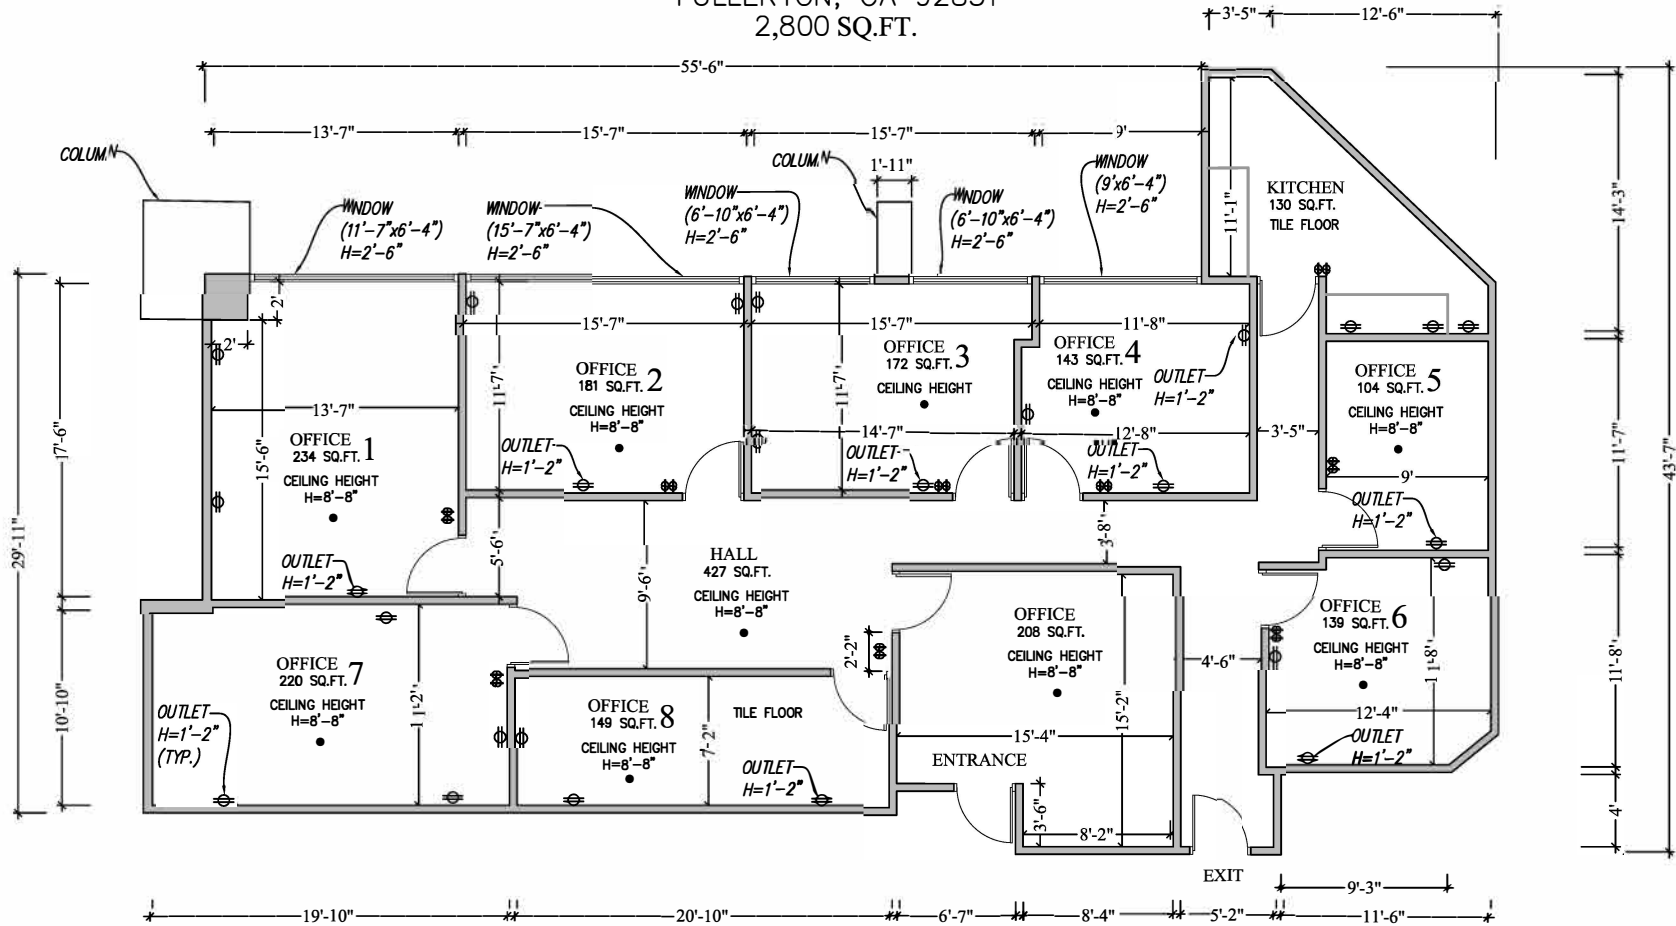 2,800 SQ.FT.
3'-5"
12'-6"
55'-6"
13'-7"
15'-7"
15'-7"
9'
COLUMN
COLUMN
1'-11"
WINDOW
(11'-7"x6'-4")
H=2'-6"
WINDOW
(15'-7"x6'-4")
H=2'-6"
WINDOW
(6'-10"x6'-4")
H=2'-6"
WINDOW
(6'-10"x6'-4")
H=2'-6"
WINDOW
(9'x6'-4")
H=2'-6"
11'-1"
KITCHEN
130 SQ.FT.
TILE FLOOR
14'-3"
2'
2'
15'-7"
15'-7"
11'-8"
13'-7"
OFFICE 1
234 SQ.FT.
CEILING HEIGHT
H=8'-8"
15'-6"
OUTLET
H=1'-2"
17'-6"
29'-11"
11'-7"
OFFICE 2
181 SQ.FT.
CEILING HEIGHT
H=8'-8"
OUTLET
H=1'-2"
11'-7"
OFFICE 3
172 SQ.FT.
CEILING HEIGHT
14'-7"
OUTLET
H=1'-2"
OFFICE 4
143 SQ.FT.
CEILING HEIGHT
H=8'-8"
OUTLET
H=1'-2"
12'-8"
OUTLET
H=1'-2"
3'-5"
OFFICE 5
104 SQ.FT.
CEILING HEIGHT
H=8'-8"
9'
OUTLET
H=1'-2"
11'-7"
43'-7"
5'-6"
9'-6"
HALL
427 SQ.FT.
CEILING HEIGHT
H=8'-8"
3'-8"
2'-2"
OFFICE
208 SQ.FT.
CEILING HEIGHT
H=8'-8"
15'-2"
15'-4"
ENTRANCE
3'-6"
8'-2"
4'-6"
OFFICE 6
139 SQ.FT.
CEILING HEIGHT
H=8'-8"
11'-8"
12'-4"
OUTLET
H=1'-2"
11'-8"
4'
10'-10"
OFFICE 7
220 SQ.FT.
CEILING HEIGHT
H=8'-8"
11'-2"
OUTLET
H=1'-2"
(TYP.)
OFFICE 8
149 SQ.FT.
CEILING HEIGHT
H=8'-8"
7'-2"
TILE FLOOR
OUTLET
H=1'-2"
EXIT
9'-3"
19'-10"
20'-10"
6'-7"
8'-4"
5'-2"
11'-6"